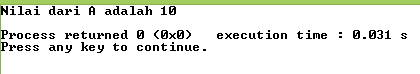 Nilai dari A adalah 10
Process returned 0 (0x0)   execution time : 0.031 s
Press any key to continue.